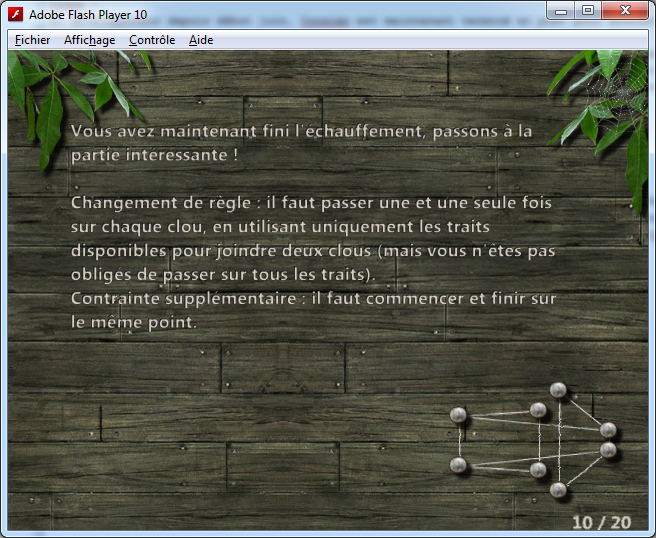 Adobe Flash Player 10
Fichier Affichage Contrôle Aide
Vous avez maintenant fini l'échauffement, passons à la
partie intéressante !
Changement de règle : il faut passer une et une seule fois
sur chaque clou, en utilisant uniquement les traits
disponibles pour joindre deux clous (mais vous n'êtes pas
obligés de passer sur tous les traits).
Contrainte supplémentaire : il faut commencer et finir sur
le même point.
10 / 20